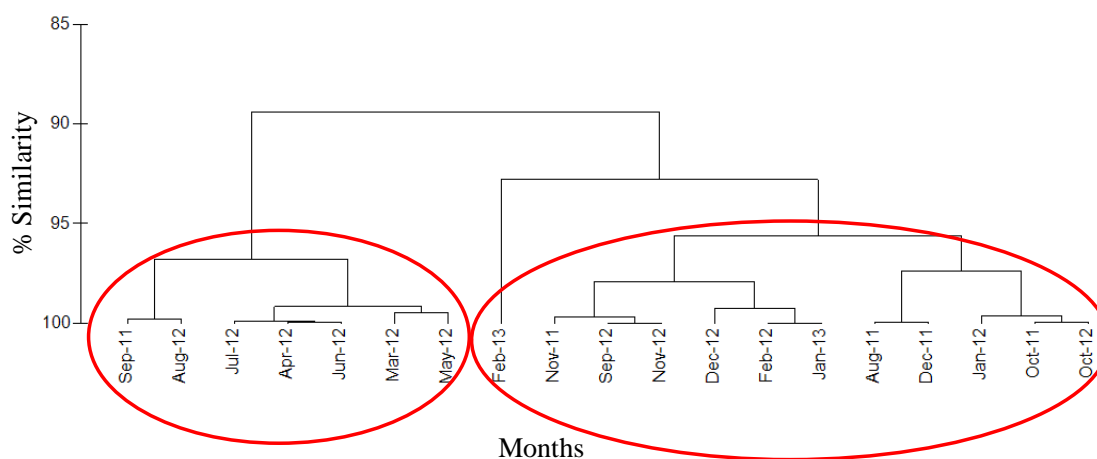 85
90
95
100
% Similarity
Sep-11
Aug-12
Jul-12
Apr-12
Jun-12
Mar-12
May-12
Feb-13
Nov-11
Sep-12
Nov-12
Dec-12
Feb-12
Jan-13
Aug-11
Dec-11
Jan-12
Oct-11
Oct-12
Months